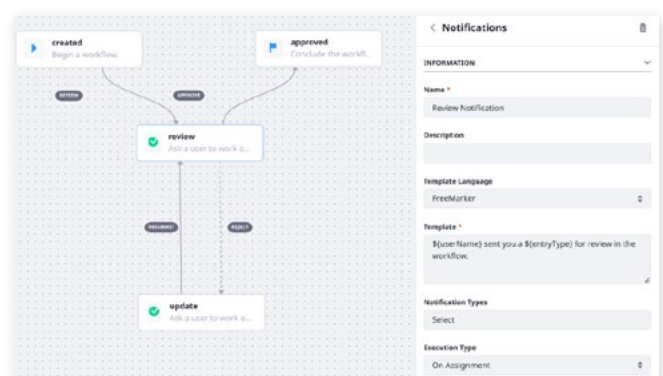 created
Begin a workflow.
approved
Conclude the workfl...
REVIEW
APPROVE
review
Ask a user to work o...
RESUBMIT
REJECT
update
Ask a user to work o...
Notifications
INFORMATION
Name *
Review Notification
Description
Template Language
FreeMarker
Template *
${userName} sent you a ${entryType} for review in the
workflow.
Notification Types
Select
Execution Type
On Assignment